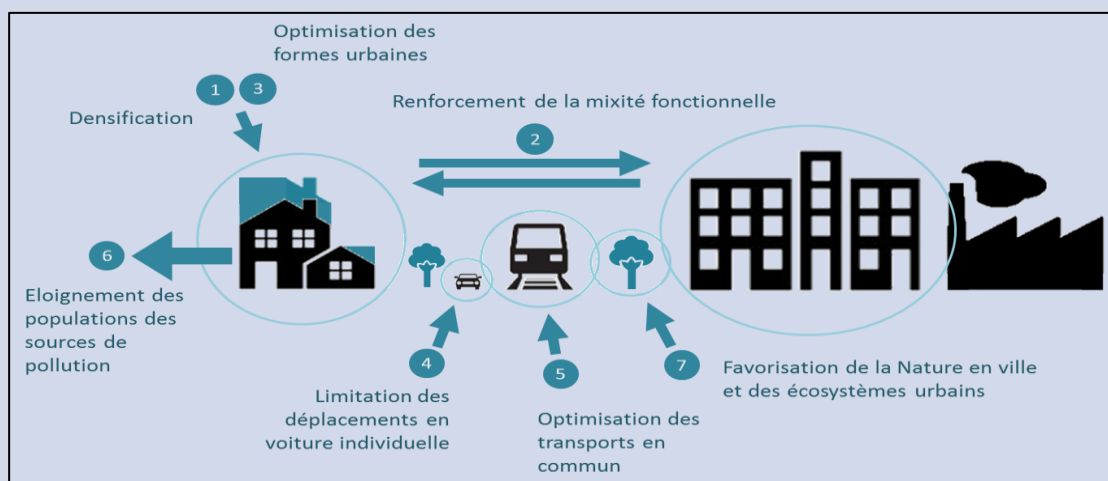 Optimisation des
formes urbaines
1 3
Densification
Renforcement de la mixité fonctionnelle
2
6
Eloignement des
populations des
sources de
pollution
4
Limitation des
déplacements en
voiture individuelle
5
Optimisation des
transports en
commun
7
Favorisation de la Nature en ville
et des écosystèmes urbains